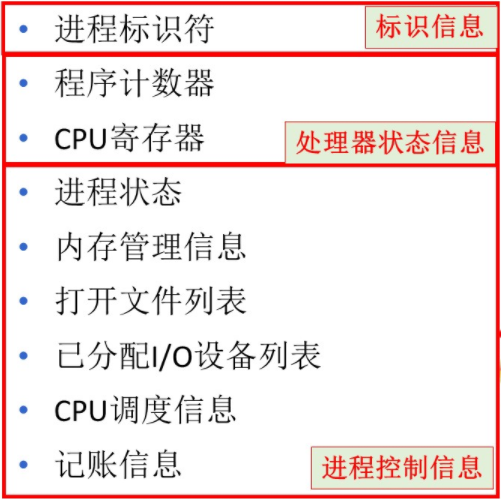 • 进程标识符 标识信息
• 程序计数器
• CPU寄存器 处理器状态信息
• 进程状态
• 内存管理信息
• 打开文件列表
• 已分配I/O设备列表
• CPU调度信息
• 记账信息 进程控制信息